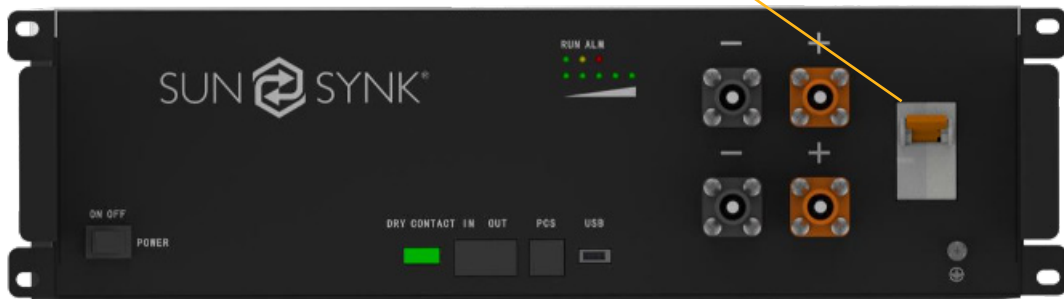 RUN ALM
− +
SUN SYNK®
− +
ON OFF
POWER
DRY CONTACT IN OUT PCS USB